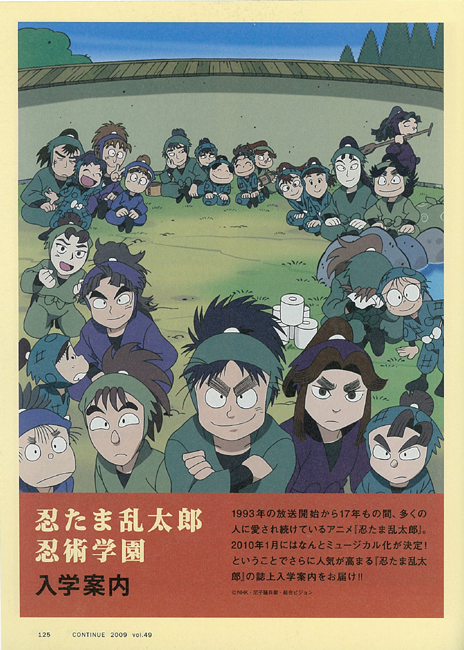 忍たま乱太郎
忍術学園
入学案内
1993年の放送開始から17年もの間、多くの
人に愛され続けているアニメ『忍たま乱太郎』。
2010年1月にはなんとミュージカル化が決定!
ということでさらに人気が高まる『忍たま乱太
郎』の誌上入学案内をお届け!!
©NHK・尼子騒兵衛・総合ビジョン
125 CONTINUE 2009 vol.49